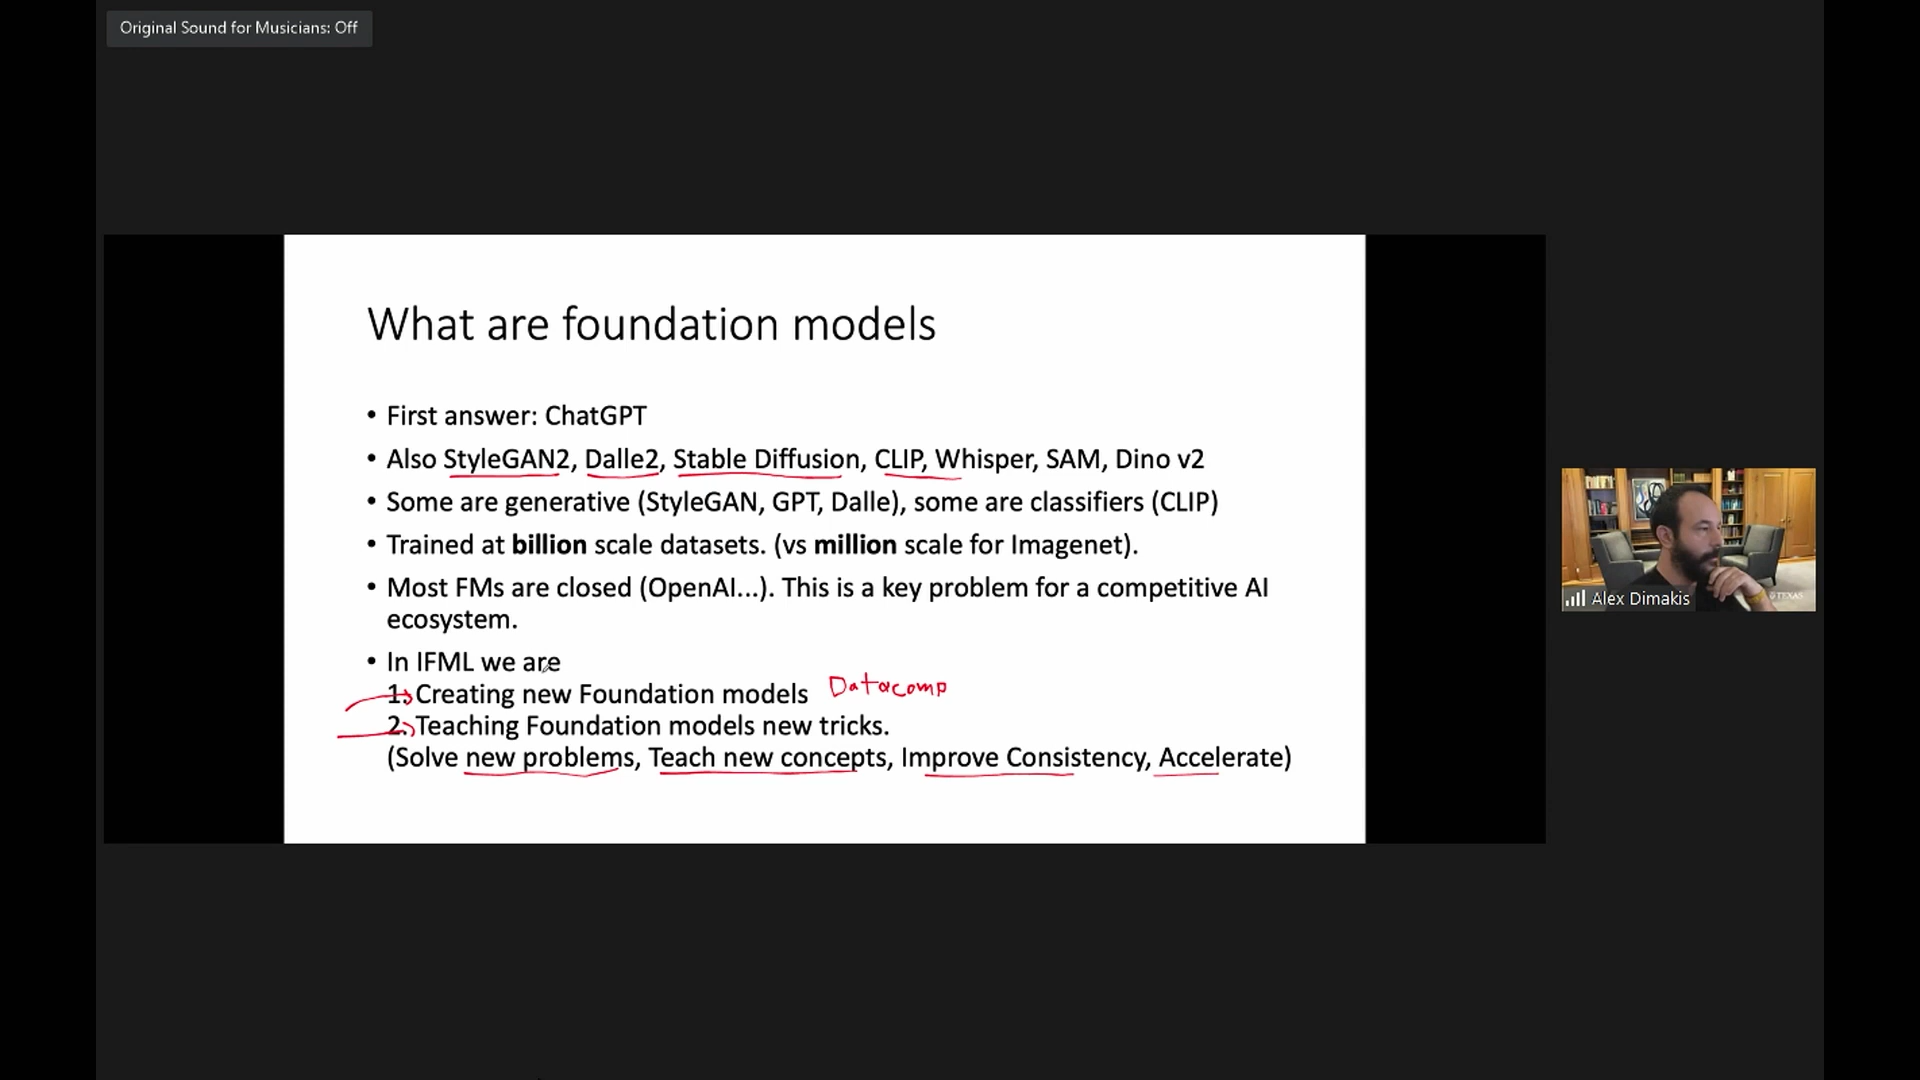 Original Sound for Musicians: Off
What are foundation models
• First answer: ChatGPT
• Also StyleGAN2, Dalle2, Stable Diffusion, CLIP, Whisper, SAM, Dino v2
• Some are generative (StyleGAN, GPT, Dalle), some are classifiers (CLIP)
• Trained at billion scale datasets. (vs million scale for Imagenet).
• Most FMs are closed (OpenAI...). This is a key problem for a competitive AI
ecosystem.
• In IFML we are
1. Creating new Foundation models Datacomp
2. Teaching Foundation models new tricks.
(Solve new problems, Teach new concepts, Improve Consistency, Accelerate)
Alex Dimakis
TEXAS